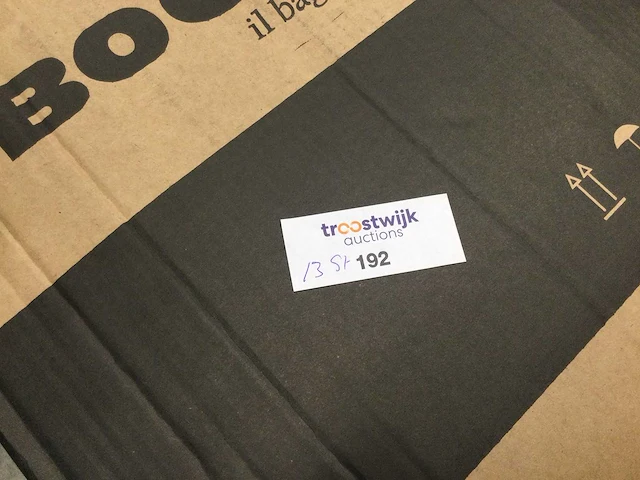 BOO
il bag
troostwijk
auctions
13 St 192